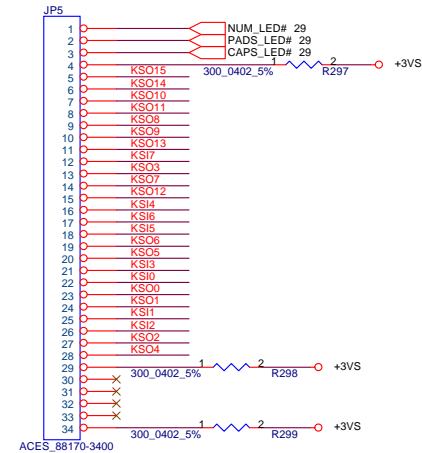 JP5
1 NUM_LED# 29
2 PADS_LED# 29
3 CAPS_LED# 29
4 1 2 +3VS
300_0402_5% R297
5 KSO15
6 KSO14
7 KSO10
8 KSO11
9 KSO8
10 KSO9
11 KSO13
12 KSI7
13 KSO3
14 KSO7
15 KSO12
16 KSI4
17 KSI6
18 KSI5
19 KSO6
20 KSO5
21 KSI3
22 KSI0
23 KSO0
24 KSO1
25 KSI1
26 KSI2
27 KSO2
28 KSO4
29 1 2 +3VS
300_0402_5% R298
30
31
32
33
34 1 2 +3VS
300_0402_5% R299
ACES_88170-3400